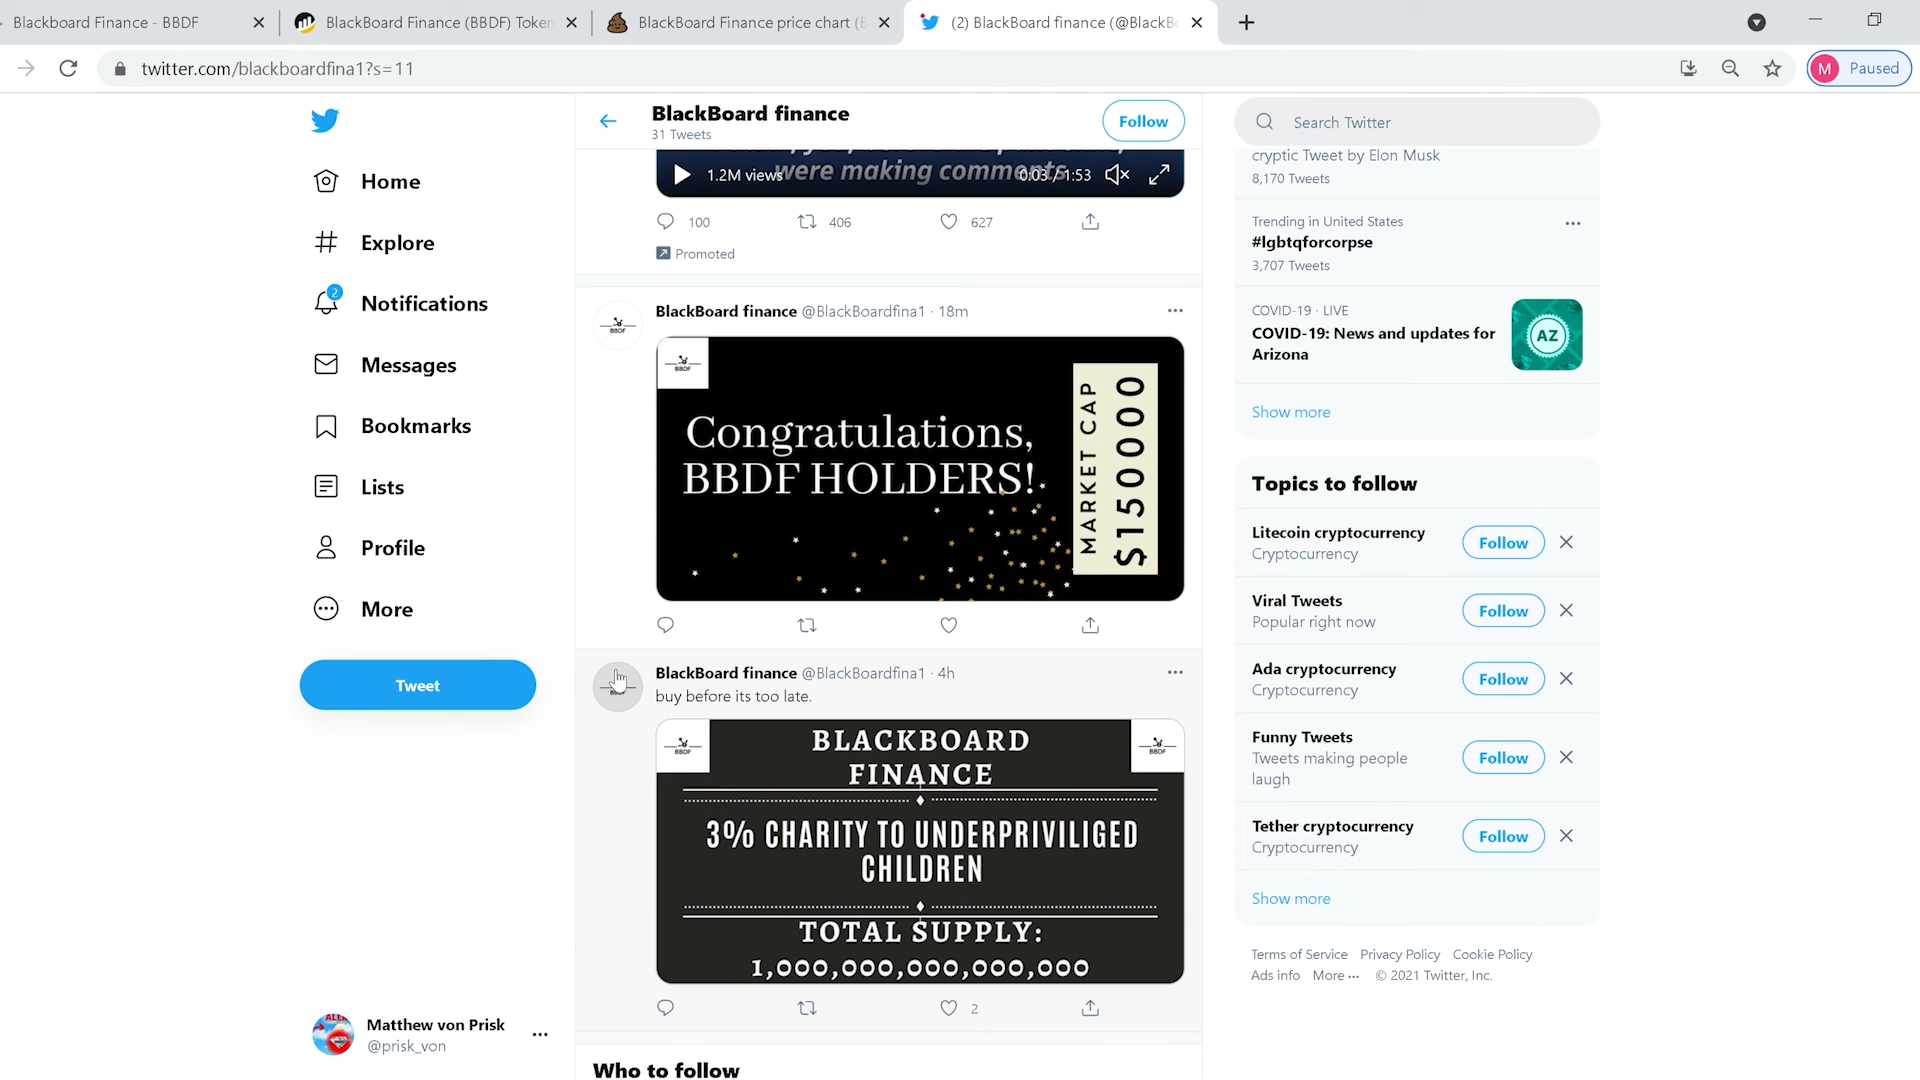 Blackboard Finance - BBDF
BlackBoard Finance (BBDF) Token
BlackBoard Finance price chart (B
(2) BlackBoard finance (@BlackBo
twitter.com/blackboardfina1?s=11
M Paused
BlackBoard finance
31 Tweets
Follow
Search Twitter
Home
Explore
2
Notifications
Messages
Bookmarks
Lists
Profile
More
Tweet
Matthew von Prisk
@prisk_von
were making comments
1.2M views
0:03 / 1:53
100 406 627
Promoted
BlackBoard finance @BlackBoardfina1 · 18m
BBDF
BBDF
Congratulations,
BBDF HOLDERS!
MARKET CAP
$150000
BlackBoard finance @BlackBoardfina1 · 4h
buy before its too late.
BBDF
BBDF
BLACKBOARD
FINANCE
3% CHARITY TO UNDERPRIVILIGED
CHILDREN
TOTAL SUPPLY:
1,000,000,000,000,000
2
Who to follow
cryptic Tweet by Elon Musk
8,170 Tweets
Trending in United States
#lgbtqforcorpse
3,707 Tweets
COVID-19 · LIVE
COVID-19: News and updates for
Arizona
AZ
Show more
Topics to follow
Litecoin cryptocurrency
Cryptocurrency
Follow
Viral Tweets
Popular right now
Follow
Ada cryptocurrency
Cryptocurrency
Follow
Funny Tweets
Tweets making people
laugh
Follow
Tether cryptocurrency
Cryptocurrency
Follow
Show more
Terms of Service Privacy Policy Cookie Policy
Ads info More ··· © 2021 Twitter, Inc.